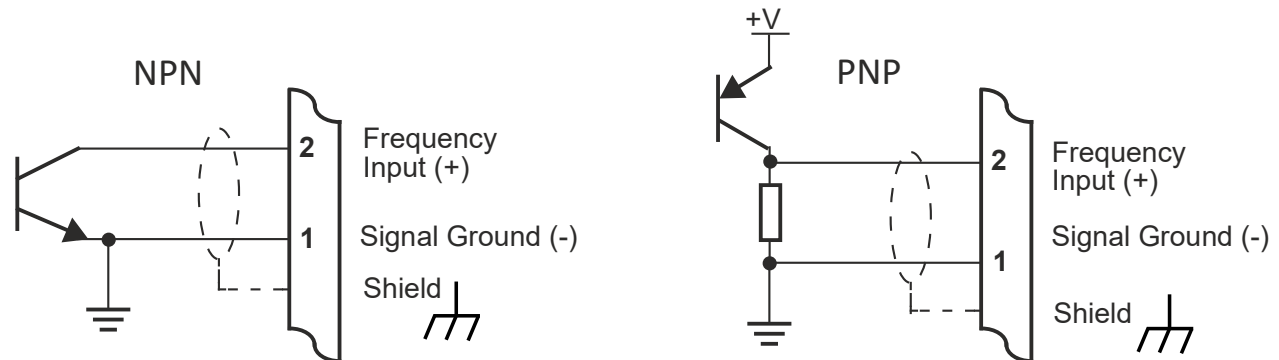 NPN
2
Frequency
Input (+)
1
Signal Ground (-)
Shield
+V
PNP
2
Frequency
Input (+)
1
Signal Ground (-)
Shield